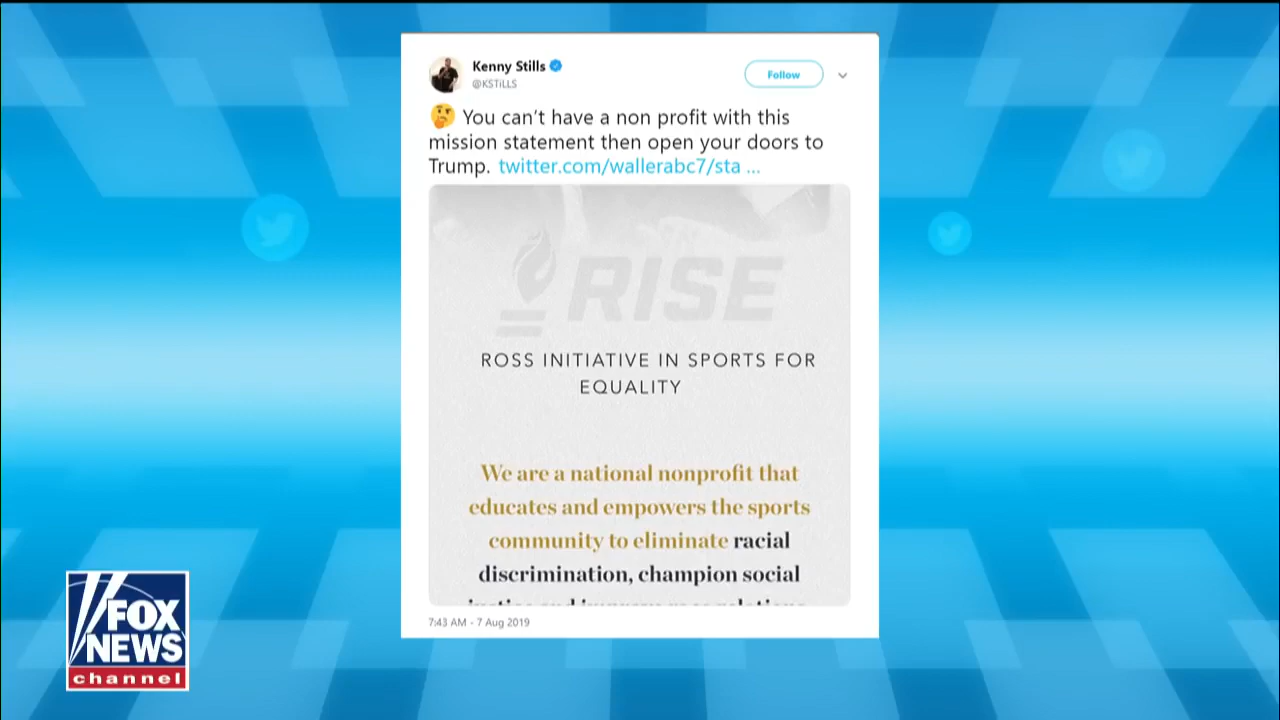 Kenny Stills
@KSTiLLS
Follow
🤔 You can't have a non profit with this
mission statement then open your doors to
Trump. twitter.com/wallerabc7/sta ...
RISE
ROSS INITIATIVE IN SPORTS FOR
EQUALITY
We are a national nonprofit that
educates and empowers the sports
community to eliminate racial
discrimination, champion social
7:43 AM - 7 Aug 2019
FOX
NEWS
channel